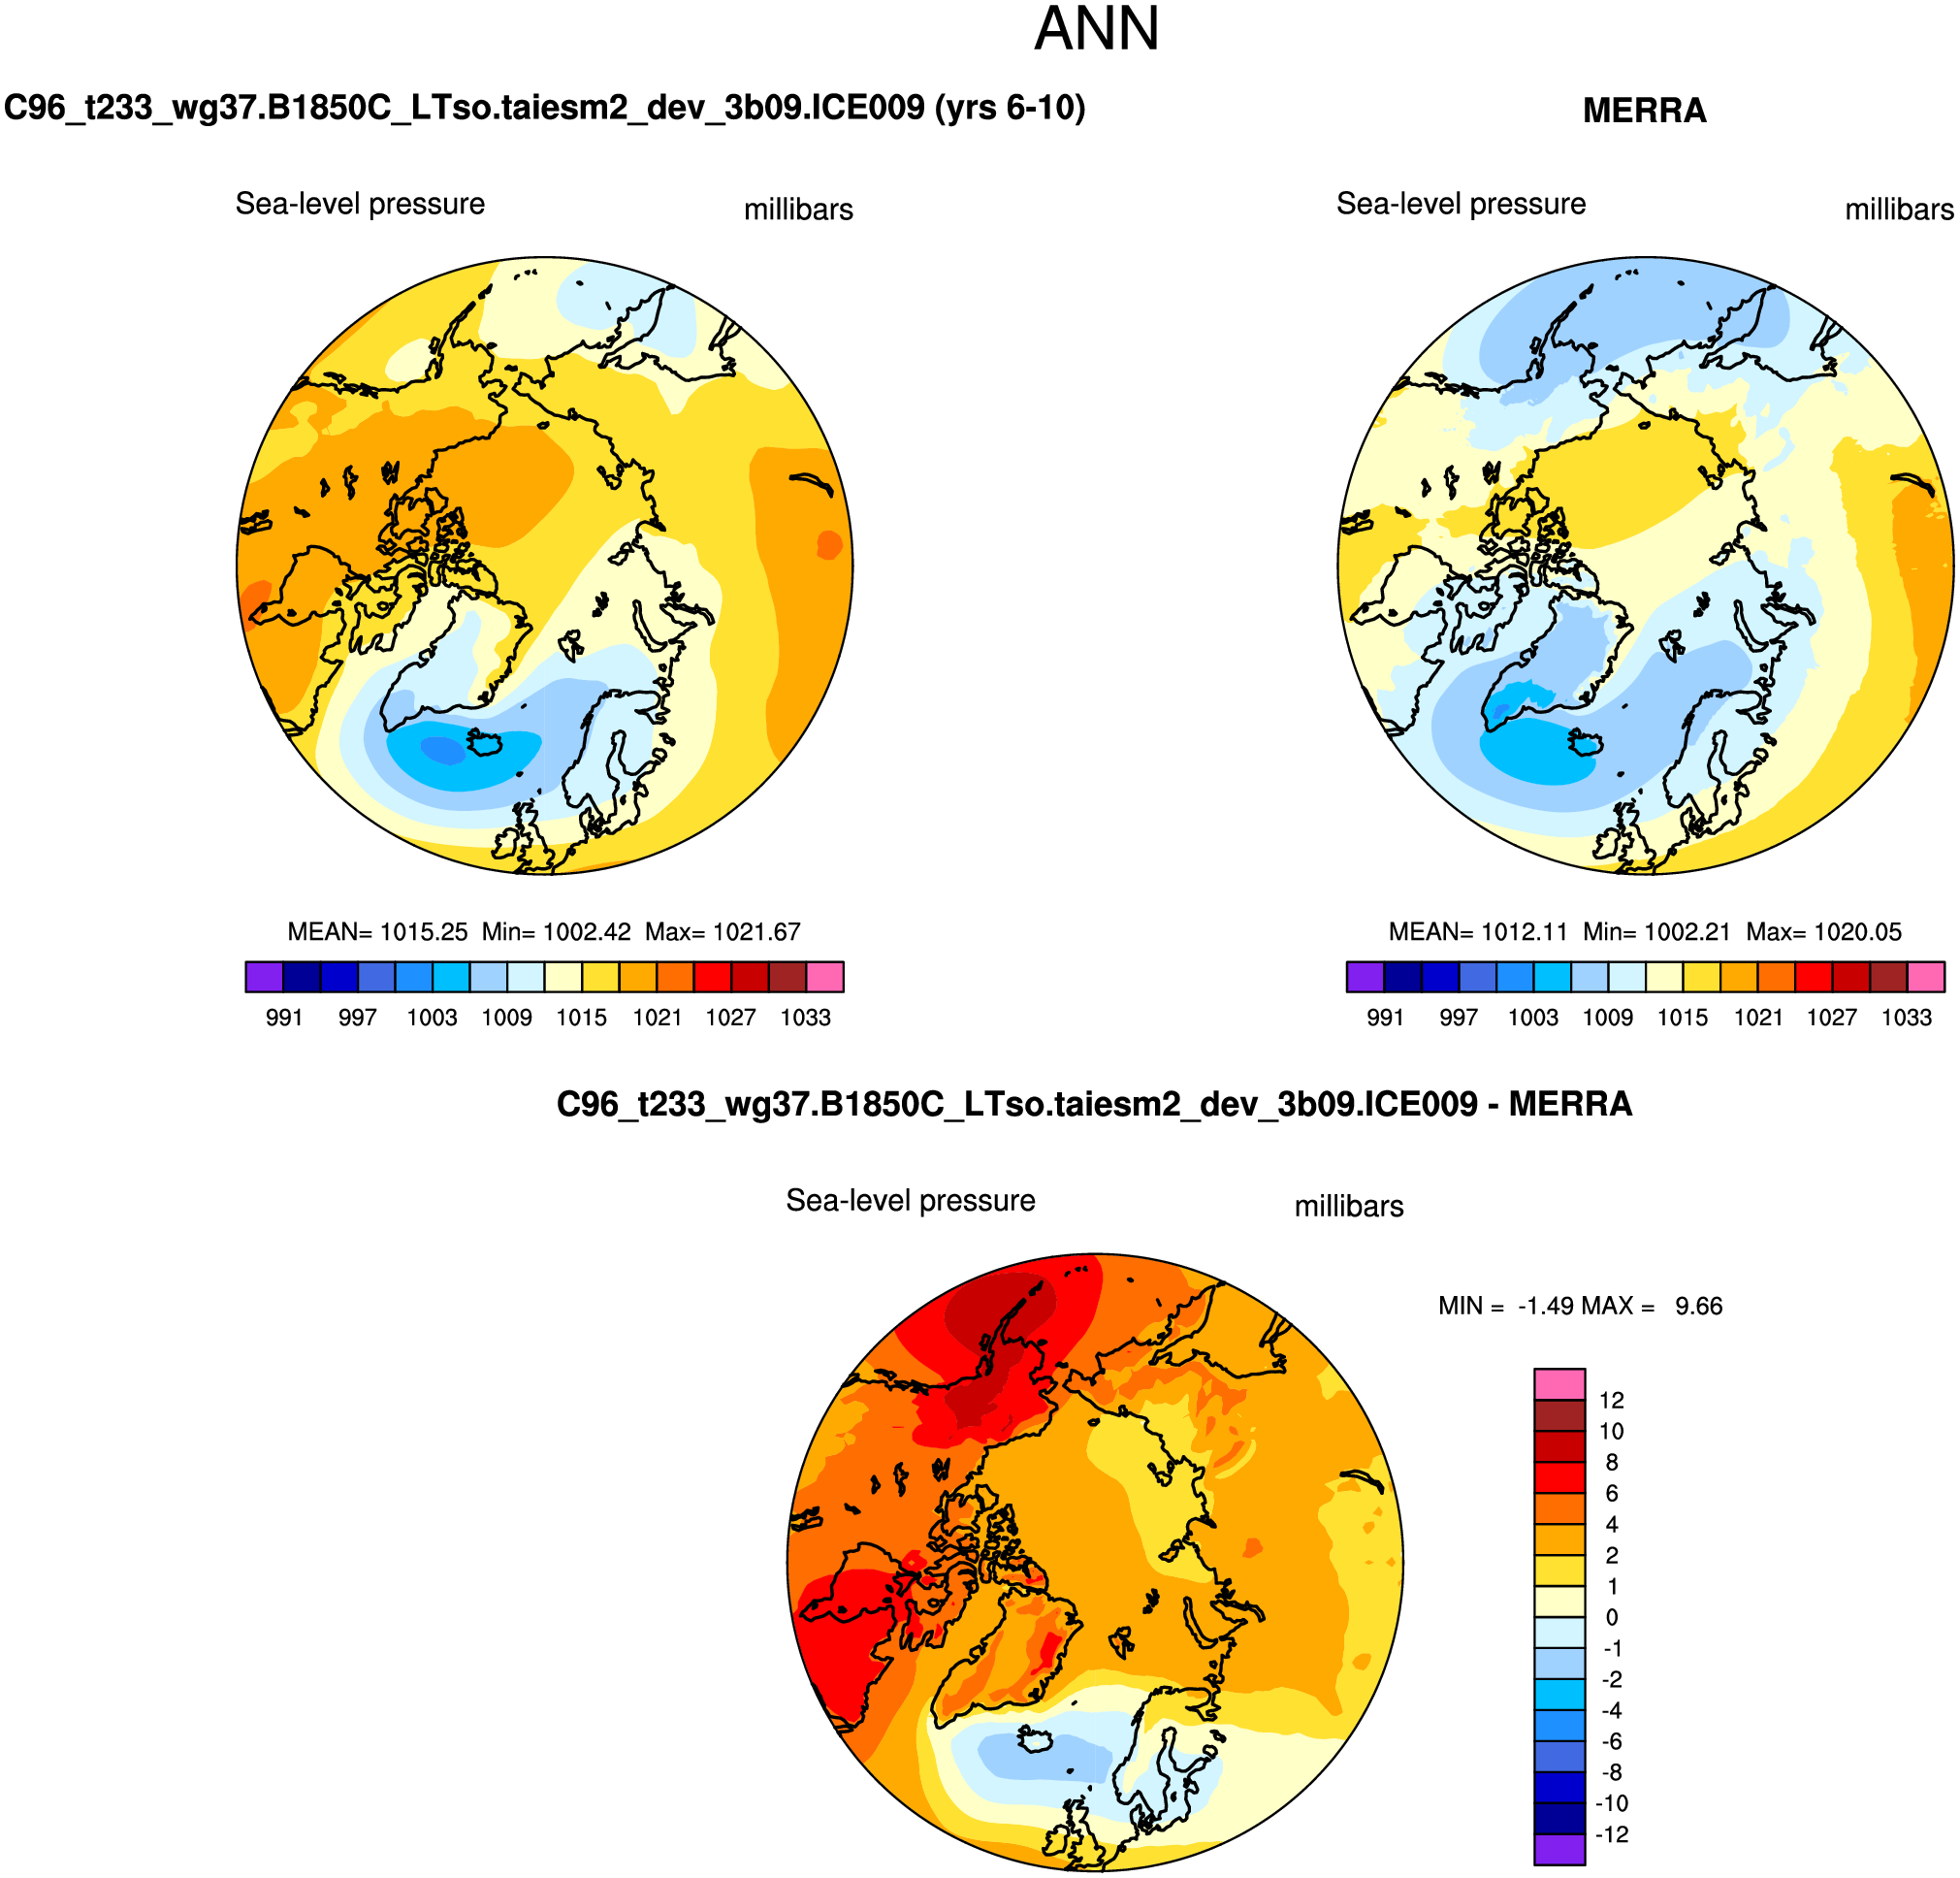 ANN
C96_t233_wg37.B1850C_LTso.taiesm2_dev_3b09.ICE009 (yrs 6-10)
MERRA
Sea-level pressure millibars
Sea-level pressure millibars
MEAN= 1015.25 Min= 1002.42 Max= 1021.67
991 997 1003 1009 1015 1021 1027 1033
MEAN= 1012.11 Min= 1002.21 Max= 1020.05
991 997 1003 1009 1015 1021 1027 1033
C96_t233_wg37.B1850C_LTso.taiesm2_dev_3b09.ICE009 - MERRA
Sea-level pressure millibars
MIN = -1.49 MAX = 9.66
12
10
8
6
4
2
1
0
-1
-2
-4
-6
-8
-10
-12